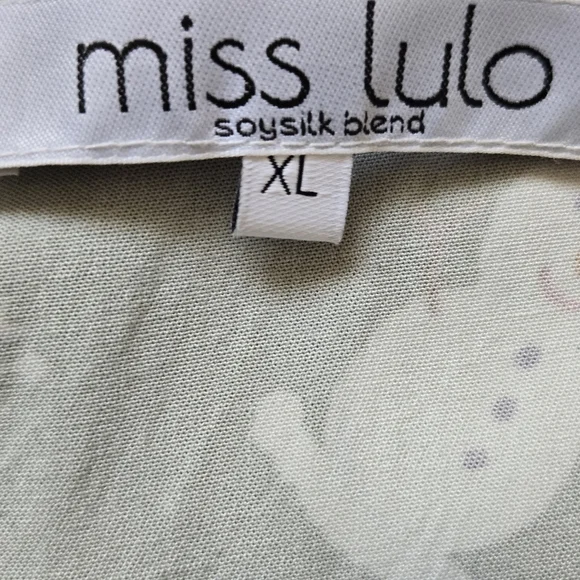 miss lulo
soysilk blend
XL